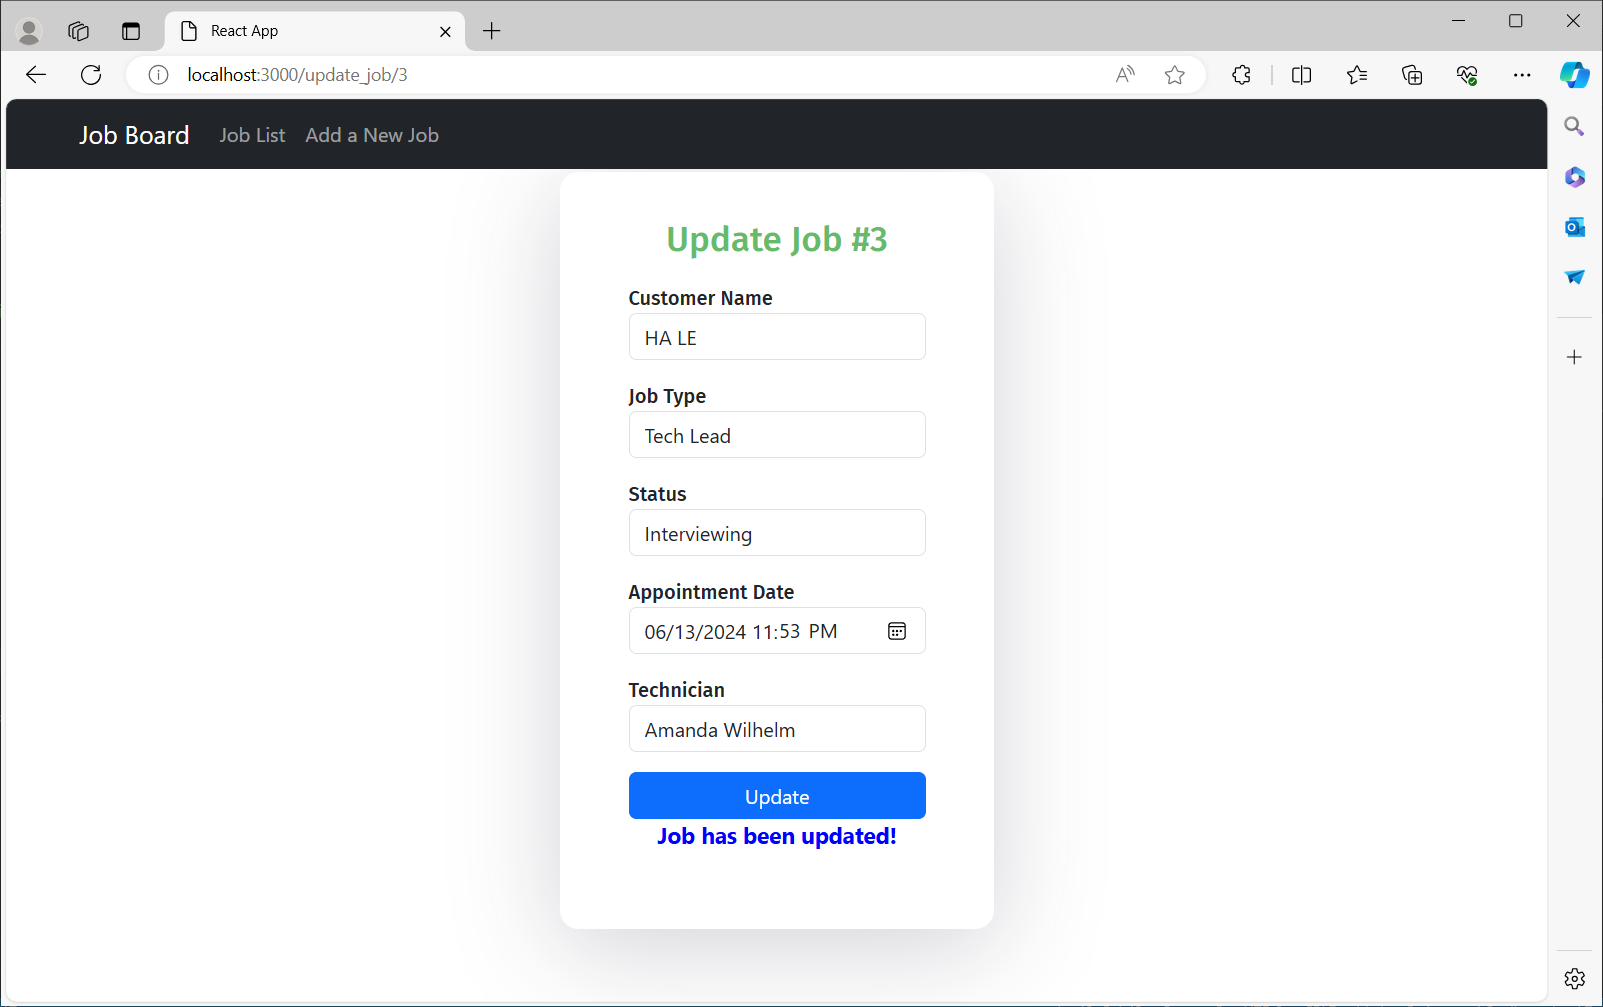 React App
localhost:3000/update_job/3
Job Board Job List Add a New Job
Update Job #3
Customer Name
HA LE
Job Type
Tech Lead
Status
Interviewing
Appointment Date
06/13/2024 11:53 PM
Technician
Amanda Wilhelm
Update
Job has been updated!